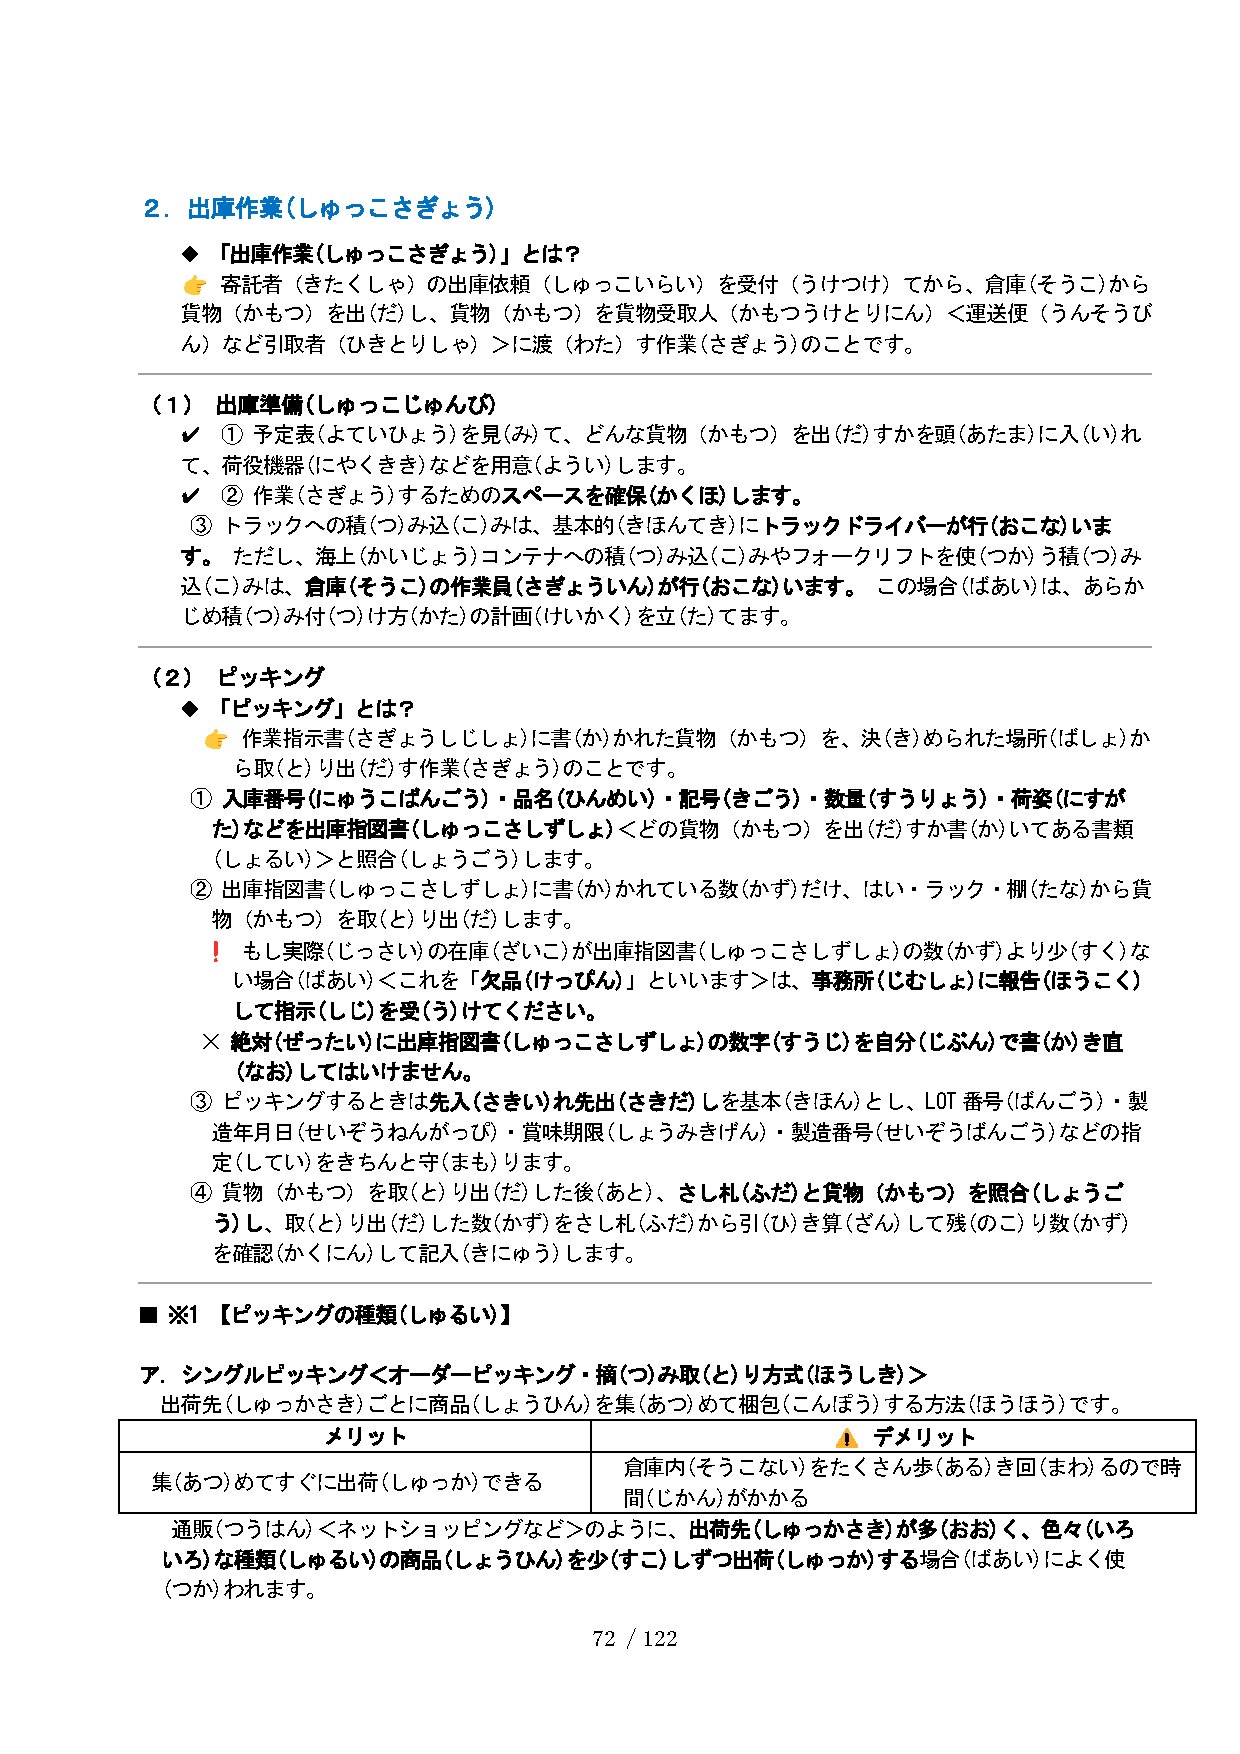 ２．出庫作業(しゅっこさぎょう)
◆ 「出庫作業(しゅっこさぎょう)」とは？
👉 寄託者（きたくしゃ）の出庫依頼（しゅっこいらい）を受付（うけつけ）てから、倉庫(そうこ)から
貨物（かもつ）を出(だ)し、貨物（かもつ）を貨物受取人（かもつうけとりにん）＜運送便（うんそうび
ん）など引取者（ひきとりしゃ）＞に渡（わた）す作業(さぎょう)のことです。
（１） 出庫準備(しゅっこじゅんび)
✔ ① 予定表(よていひょう)を見(み)て、どんな貨物（かもつ）を出(だ)すかを頭(あたま)に入(い)れ
て、荷役機器(にやくきき)などを用意(ようい)します。
✔ ② 作業(さぎょう)するためのスペースを確保(かくほ)します。
③ トラックへの積(つ)み込(こ)みは、基本的(きほんてき)にトラックドライバーが行(おこな)いま
す。 ただし、海上(かいじょう)コンテナへの積(つ)み込(こ)みやフォークリフトを使(つか)う積(つ)み
込(こ)みは、倉庫(そうこ)の作業員(さぎょういん)が行(おこな)います。 この場合(ばあい)は、あらか
じめ積(つ)み付(つ)け方(かた)の計画(けいかく)を立(た)てます。
（２） ピッキング
◆ 「ピッキング」とは？
👉 作業指示書(さぎょうしじしょ)に書(か)かれた貨物（かもつ）を、決(き)められた場所(ばしょ)か
ら取(と)り出(だ)す作業(さぎょう)のことです。
① 入庫番号(にゅうこばんごう)・品名(ひんめい)・記号(きごう)・数量(すうりょう)・荷姿(にすが
た)などを出庫指図書(しゅっこさしずしょ)＜どの貨物（かもつ）を出(だ)すか書(か)いてある書類
(しょるい)＞と照合(しょうごう)します。
② 出庫指図書(しゅっこさしずしょ)に書(か)かれている数(かず)だけ、はい・ラック・棚(たな)から貨
物（かもつ）を取(と)り出(だ)します。
❗ もし実際(じっさい)の在庫(ざいこ)が出庫指図書(しゅっこさしずしょ)の数(かず)より少(すく)な
い場合(ばあい)＜これを「欠品(けっぴん)」といいます＞は、事務所(じむしょ)に報告(ほうこく)
して指示(しじ)を受(う)けてください。
× 絶対(ぜったい)に出庫指図書(しゅっこさしずしょ)の数字(すうじ)を自分(じぶん)で書(か)き直
(なお)してはいけません。
③ ピッキングするときは先入(さきい)れ先出(さきだ)しを基本(きほん)とし、LOT 番号(ばんごう)・製
造年月日(せいぞうねんがっぴ)・賞味期限(しょうみきげん)・製造番号(せいぞうばんごう)などの指
定(してい)をきちんと守(まも)ります。
④ 貨物（かもつ）を取(と)り出(だ)した後(あと)、さし札(ふだ)と貨物（かもつ）を照合(しょうご
う)し、取(と)り出(だ)した数(かず)をさし札(ふだ)から引(ひ)き算(ざん)して残(のこ)り数(かず)
を確認(かくにん)して記入(きにゅう)します。
■ ※1 【ピッキングの種類(しゅるい)】
ア．シングルピッキング＜オーダーピッキング・摘(つ)み取(と)り方式(ほうしき)＞
出荷先(しゅっかさき)ごとに商品(しょうひん)を集(あつ)めて梱包(こんぽう)する方法(ほうほう)です。
メリット
⚠ デメリット
集(あつ)めてすぐに出荷(しゅっか)できる
倉庫内(そうこない)をたくさん歩(ある)き回(まわ)るので時
間(じかん)がかかる
通販(つうはん)＜ネットショッピングなど＞のように、出荷先(しゅっかさき)が多(おお)く、色々(いろ
いろ)な種類(しゅるい)の商品(しょうひん)を少(すこ)しずつ出荷(しゅっか)する場合(ばあい)によく使
(つか)われます。
72 / 122